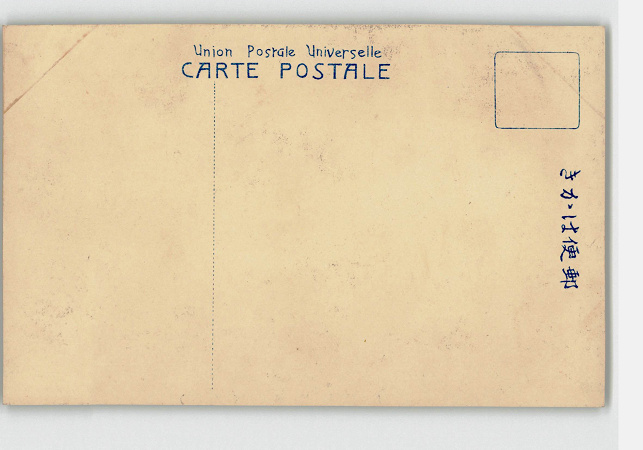 Union Postale Universelle
CARTE POSTALE
郵便はがき